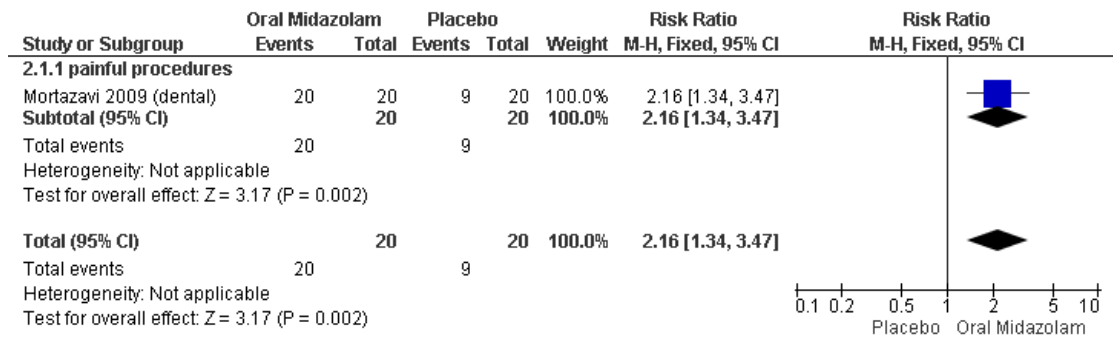 Oral Midazolam Placebo Risk Ratio Risk Ratio
Study or Subgroup Events Total Events Total Weight M-H, Fixed, 95% CI M-H, Fixed, 95% CI
2.1.1 painful procedures
Mortazavi 2009 (dental) 20 20 9 20 100.0% 2.16 [1.34, 3.47]
Subtotal (95% CI) 20 20 100.0% 2.16 [1.34, 3.47]
Total events 20 9
Heterogeneity: Not applicable
Test for overall effect: Z = 3.17 (P = 0.002)
Total (95% CI) 20 20 100.0% 2.16 [1.34, 3.47]
Total events 20 9
Heterogeneity: Not applicable
Test for overall effect: Z = 3.17 (P = 0.002)
0.1 0.2 0.5 1 2 5 10
Placebo Oral Midazolam